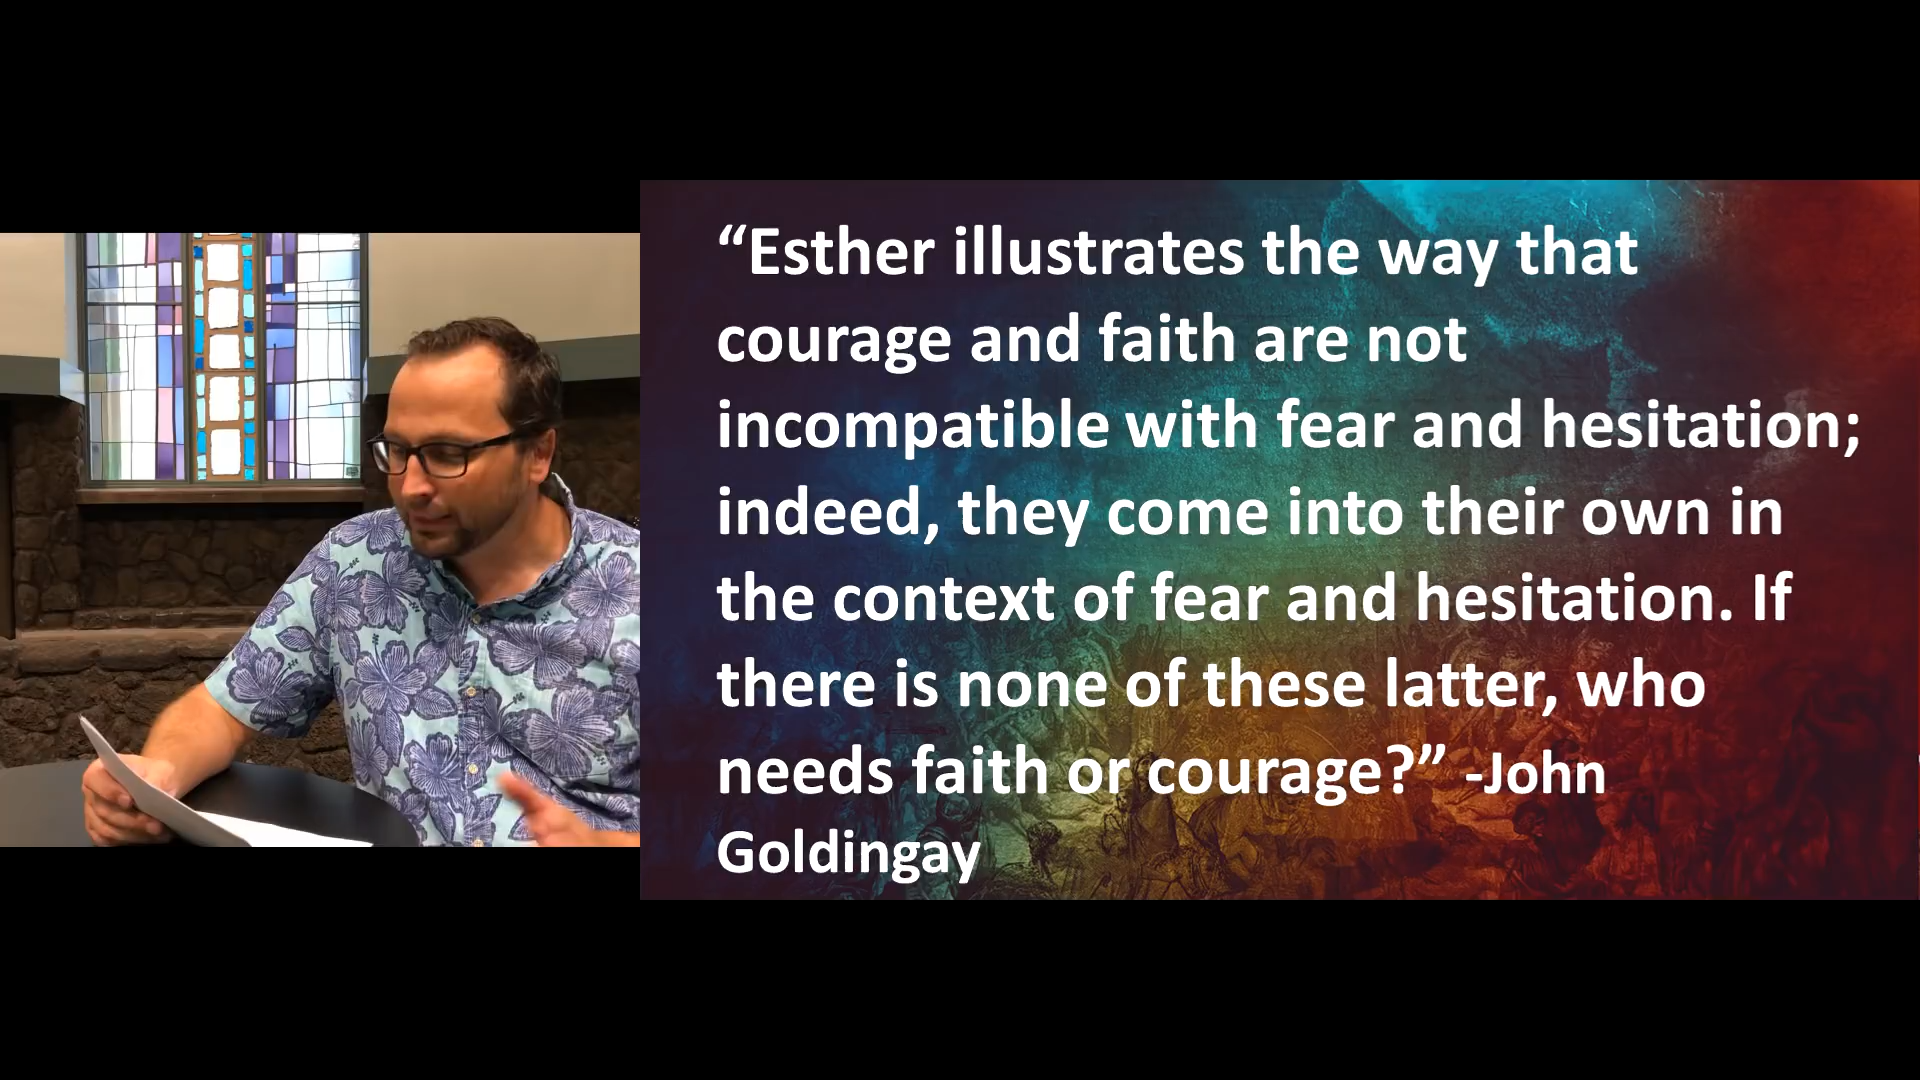 “Esther illustrates the way that
courage and faith are not
incompatible with fear and hesitation;
indeed, they come into their own in
the context of fear and hesitation. If
there is none of these latter, who
needs faith or courage?” -John
Goldingay